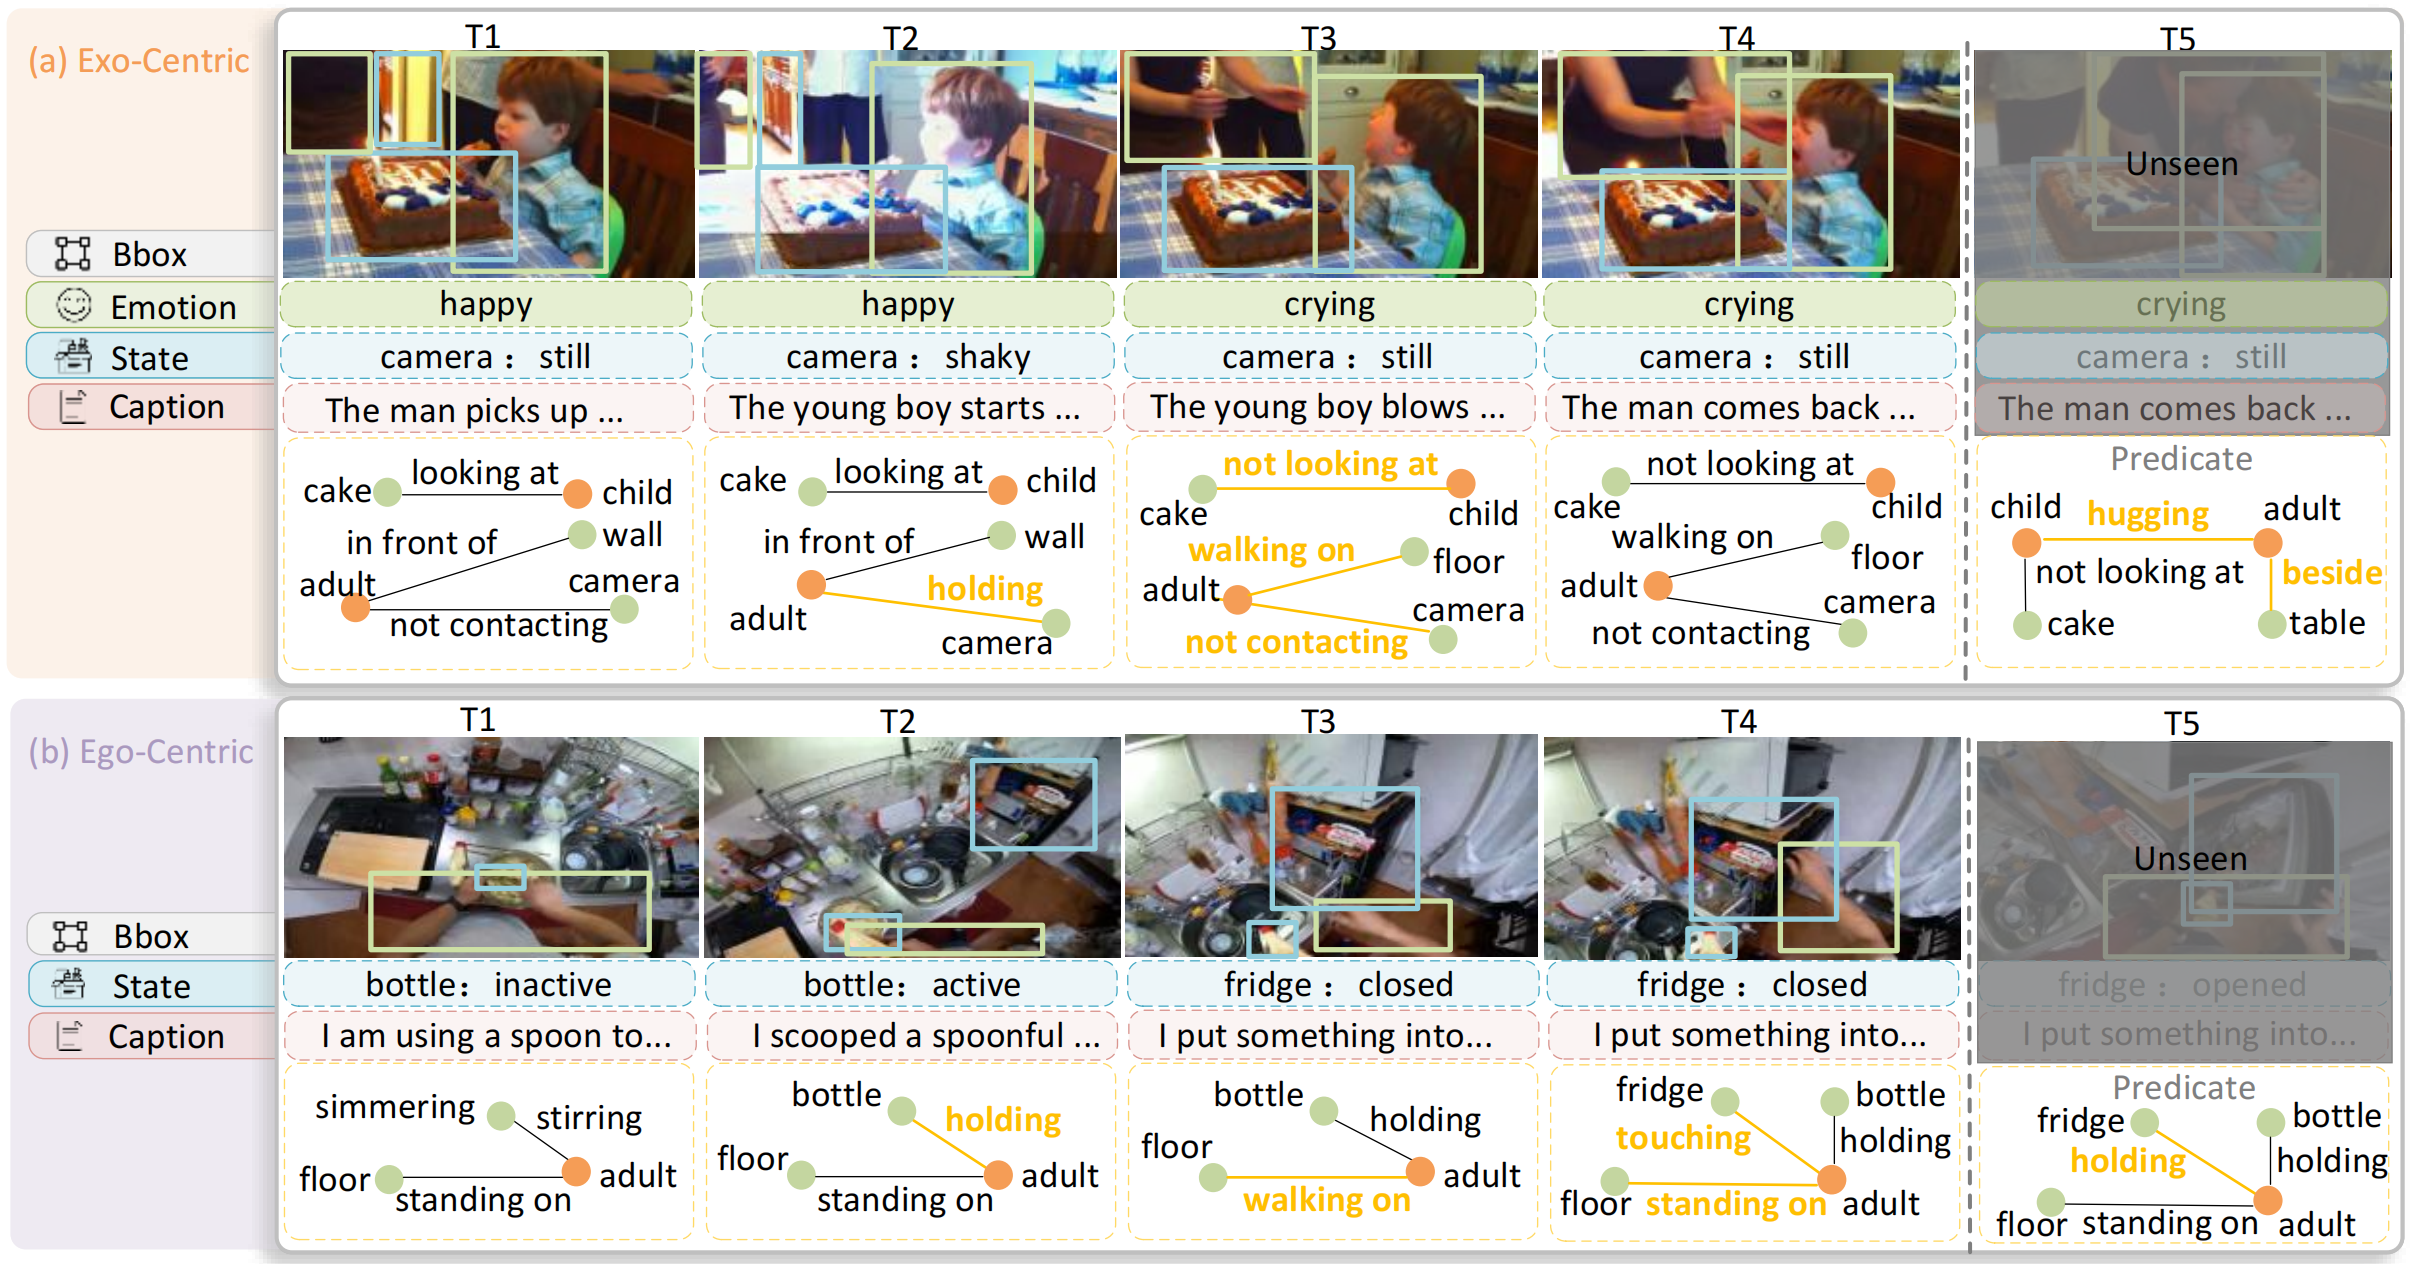 (a) Exo-Centric
Bbox
Emotion
State
Caption
T1
T2
T3
T4
T5
Unseen
happy
happy
crying
crying
crying
camera： still
camera： shaky
camera： still
camera： still
camera： still
The man picks up ...
The young boy starts ...
The young boy blows ...
The man comes back ...
The man comes back ...
cake looking at child
in front of wall
adult
camera
not contacting
cake looking at child
in front of wall
holding
adult
camera
not looking at
cake
child
walking on
floor
adult
camera
not contacting
not looking at
cake
child
walking on
floor
adult
camera
not contacting
Predicate
child hugging adult
not looking at beside
cake table
(b) Ego-Centric
Bbox
State
Caption
T1
T2
T3
T4
T5
Unseen
bottle： inactive
bottle： active
fridge： closed
fridge： closed
fridge： opened
I am using a spoon to...
I scooped a spoonful ...
I put something into...
I put something into...
I put something into...
simmering stirring
floor adult
standing on
bottle
holding
floor adult
standing on
bottle
holding
floor adult
walking on
fridge bottle
touching holding
floor standing on adult
Predicate
fridge bottle
holding holding
floor standing on adult